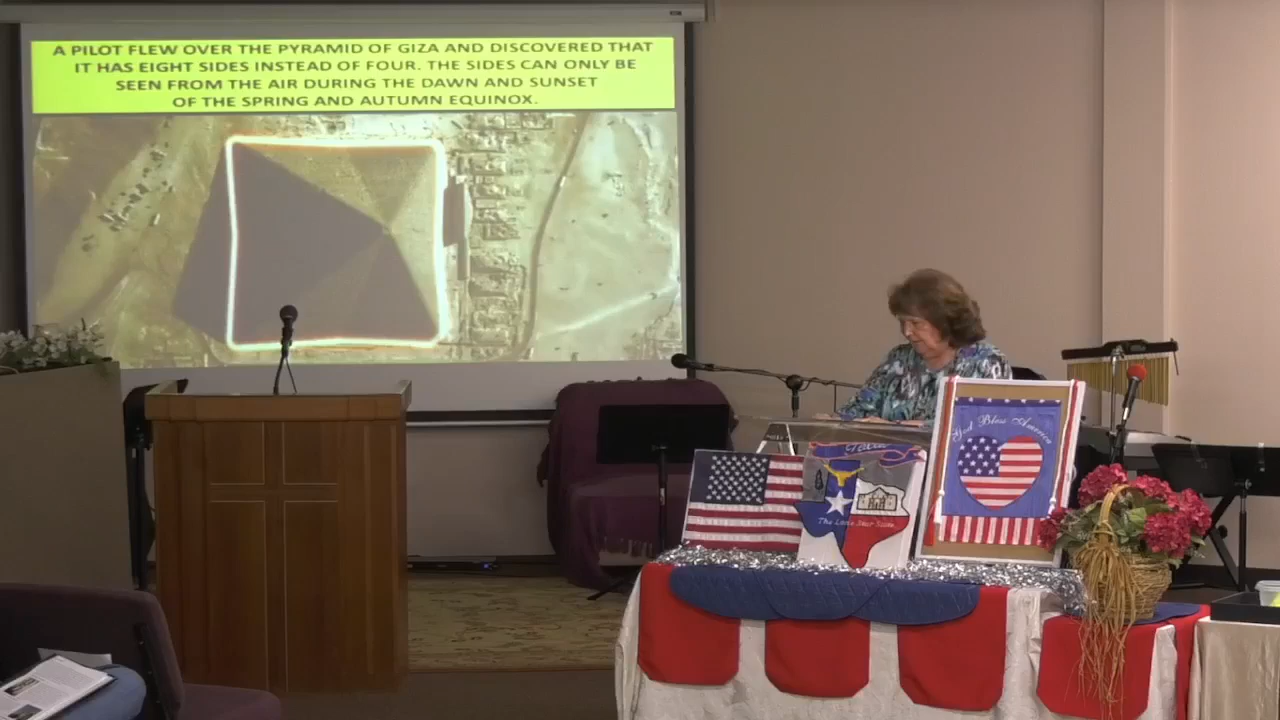 A PILOT FLEW OVER THE PYRAMID OF GIZA AND DISCOVERED THAT
IT HAS EIGHT SIDES INSTEAD OF FOUR. THE SIDES CAN ONLY BE
SEEN FROM THE AIR DURING THE DAWN AND SUNSET
OF THE SPRING AND AUTUMN EQUINOX.
God Bless America
Texas
The Lone Star State